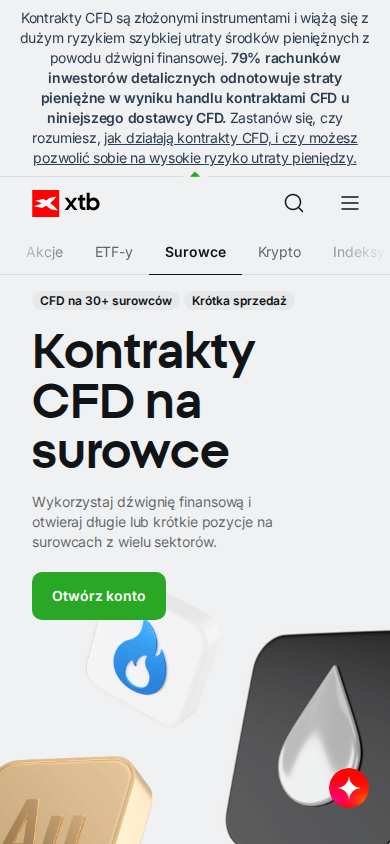 Kontrakty CFD są złożonymi instrumentami i wiążą się z
dużym ryzykiem szybkiej utraty środków pieniężnych z
powodu dźwigni finansowej. 79% rachunków
inwestorów detalicznych odnotowuje straty
pieniężne w wyniku handlu kontraktami CFD u
niniejszego dostawcy CFD. Zastanów się, czy
rozumiesz, jak działają kontrakty CFD, i czy możesz
pozwolić sobie na wysokie ryzyko utraty pieniędzy.
xtb
Akcje ETF-y Surowce Krypto Indeksy
CFD na 30+ surowców Krótka sprzedaż
Kontrakty
CFD na
surowce
Wykorzystaj dźwignię finansową i
otwieraj długie lub krótkie pozycje na
surowcach z wielu sektorów.
Otwórz konto